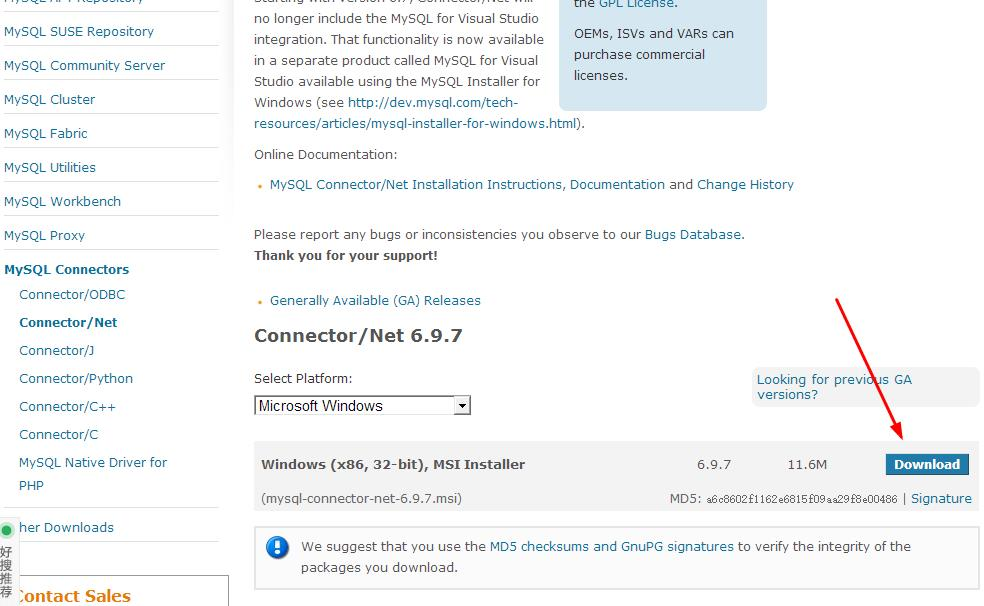 MySQL SUSE Repository
MySQL Community Server
MySQL Cluster
MySQL Fabric
MySQL Utilities
MySQL Workbench
MySQL Proxy
MySQL Connectors
Connector/ODBC
Connector/Net
Connector/J
Connector/Python
Connector/C++
Connector/C
MySQL Native Driver for
PHP
her Downloads
ontact Sales
好搜推荐
no longer include the MySQL for Visual Studio
integration. That functionality is now available
in a separate product called MySQL for Visual
Studio available using the MySQL Installer for
Windows (see http://dev.mysql.com/tech-
resources/articles/mysql-installer-for-windows.html).
the GPL License.
OEMs, ISVs and VARs can
purchase commercial
licenses.
Online Documentation:
MySQL Connector/Net Installation Instructions, Documentation and Change History
Please report any bugs or inconsistencies you observe to our Bugs Database.
Thank you for your support!
Generally Available (GA) Releases
Connector/Net 6.9.7
Select Platform:
Microsoft Windows
Looking for previous GA
versions?
Windows (x86, 32-bit), MSI Installer 6.9.7 11.6M Download
(mysql-connector-net-6.9.7.msi) MD5: a6c8602f1162e6815f09aa29f8e00486 | Signature
We suggest that you use the MD5 checksums and GnuPG signatures to verify the integrity of the
packages you download.